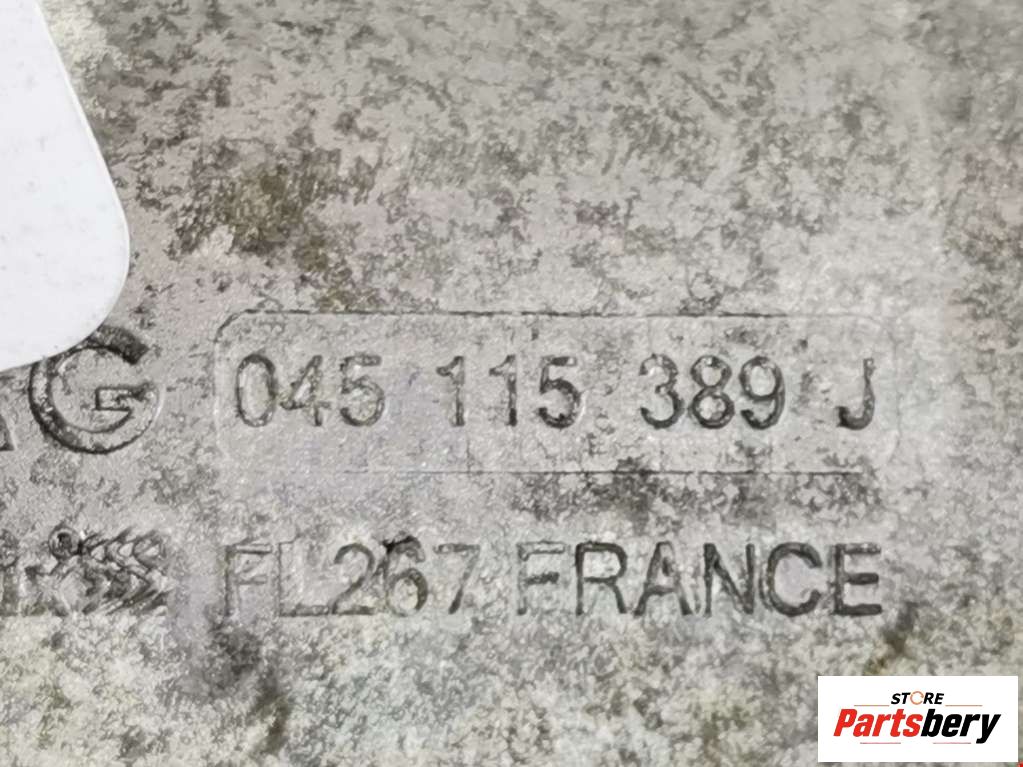 G 045 115 389 J
FL267 FRANCE
STORE
Partsbery